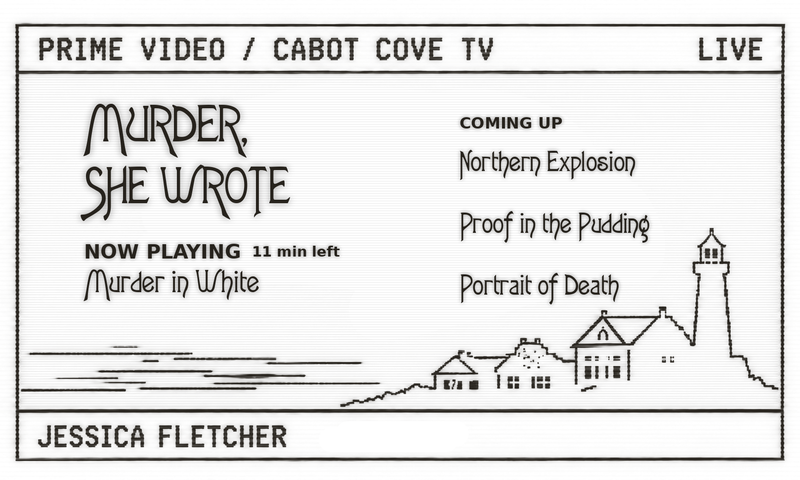 PRIME VIDEO / CABOT COVE TV
LIVE
MURDER,
SHE WROTE
NOW PLAYING 11 min left
Murder in White
COMING UP
Northern Explosion
Proof in the Pudding
Portrait of Death
JESSICA FLETCHER